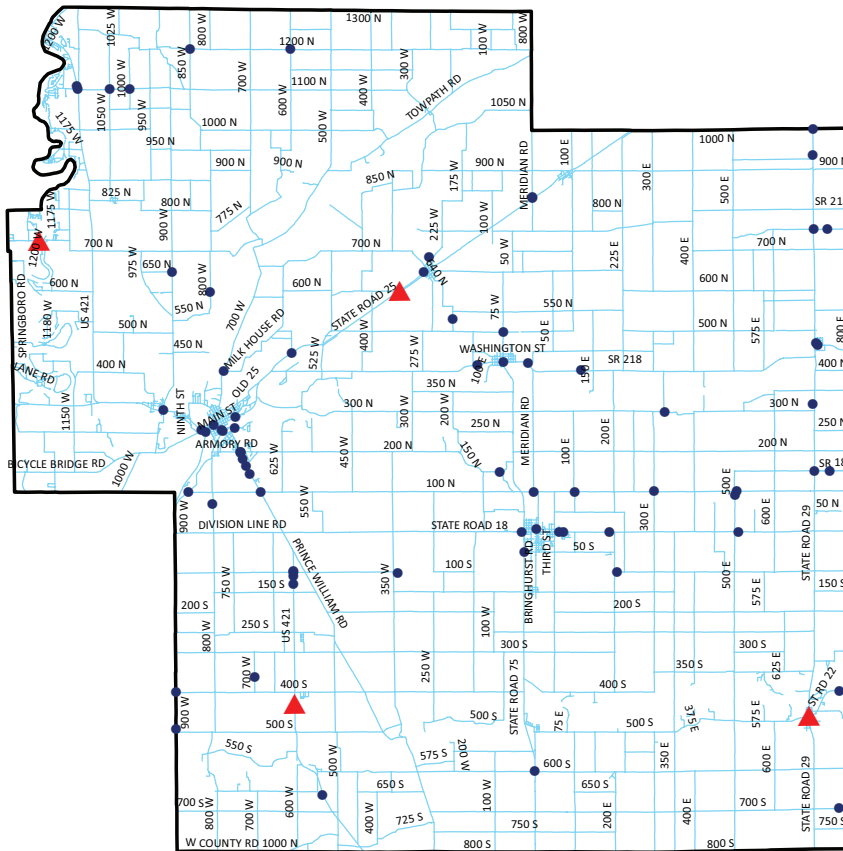 1300 N
1200 W
1025 W
800 W
850 W
1200 N
100 W
800 W
300 W
1000 W
1100 N
700 W
600 W
400 W
TOWPATH RD
1050 N
1050 W
950 W
1175 W
1000 N
500 W
950 N
1000 N
900 N
900 N
900 N
900 N
100 E
MERIDIAN RD
300 E
500 E
850 N
175 W
825 N
800 N
775 N
800 N
SR 21
1175 W
900 W
225 W
100 W
1200 W
700 N
700 N
50 W
225 E
400 E
700 N
975 W
650 N
640 N
600 N
SPRINGBORO RD
US 421
800 W
600 N
600 N
STATE ROAD 25
550 N
550 N
1180 W
500 N
700 W
MILK HOUSE RD
400 W
75 W
50 E
500 N
575 E
800 E
450 N
525 W
275 W
WASHINGTON ST
SR 218
400 N
LANE RD
400 N
OLD 25
100 E
150 E
350 N
1150 W
NINTH ST
MAIN ST
300 N
300 W
200 W
MERIDIAN RD
300 N
250 N
250 N
200 E
ARMORY RD
200 N
200 N
BICYCLE BRIDGE RD
1000 W
625 W
450 W
150 N
100 E
SR 18
100 N
100 N
500 E
900 W
550 W
300 E
600 E
50 N
DIVISION LINE RD
STATE ROAD 18
BRINGHURST RD
THIRD ST
50 S
STATE ROAD 29
PRINCE WILLIAM RD
750 W
150 S
350 W
100 S
500 E
575 E
150 S
200 S
200 S
250 S
US 421
800 W
100 W
300 S
300 S
700 W
250 W
350 S
625 E
ST RD 22
400 S
400 S
900 W
500 S
STATE ROAD 75
500 S
75 E
500 S
375 E
575 E
550 S
500 W
575 S
200 W
350 E
600 E
600 S
650 S
650 S
STATE ROAD 29
700 S
800 W
700 W
600 W
400 W
725 S
100 W
750 S
200 E
400 E
700 S
750 S
W COUNTY RD 1000 N
800 S
800 S